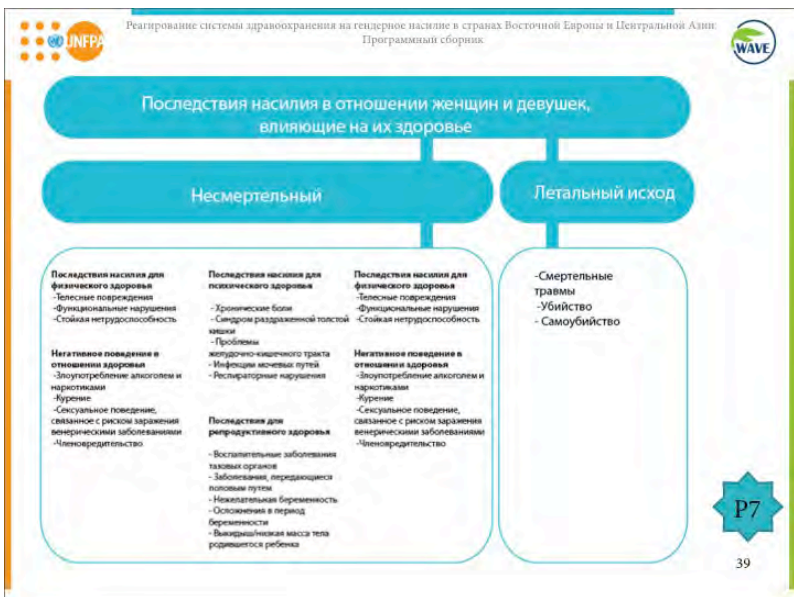 UNFPA
Реагирование системы здравоохранения на гендерное насилие в странах Восточной Европы и Центральной Азии:
Программный сборник
WAVE
Последствия насилия в отношении женщин и девушек,
влияющие на их здоровье
Несмертельный
Летальный исход
Последствия насилия для
физического здоровья
-Телесные повреждения
-Функциональные нарушения
-Стойкая нетрудоспособность
Негативное поведение в
отношении здоровья
-Злоупотребление алкоголем и
наркотиками
-Курение
-Сексуальное поведение,
связанное с риском заражения
венерическими заболеваниями
-Членовредительство
Последствия насилия для
психического здоровья
- Хронические боли
- Синдром раздраженной толстой
кишки
- Проблемы
желудочно-кишечного тракта
- Инфекции мочевых путей
- Респираторные нарушения
Последствия для
репродуктивного здоровья
- Воспалительные заболевания
тазовых органов
- Заболевания, передающиеся
половым путем
- Нежелательная беременность
- Осложнения в период
беременности
- Выкидыш/низкая масса тела
родившегося ребенка
Последствия насилия для
физического здоровья
-Телесные повреждения
-Функциональные нарушения
-Стойкая нетрудоспособность
Негативное поведение в
отношении здоровья
-Злоупотребление алкоголем и
наркотиками
-Курение
-Сексуальное поведение,
связанное с риском заражения
венерическими заболеваниями
-Членовредительство
-Смертельные
травмы
-Убийство
- Самоубийство
P7
39